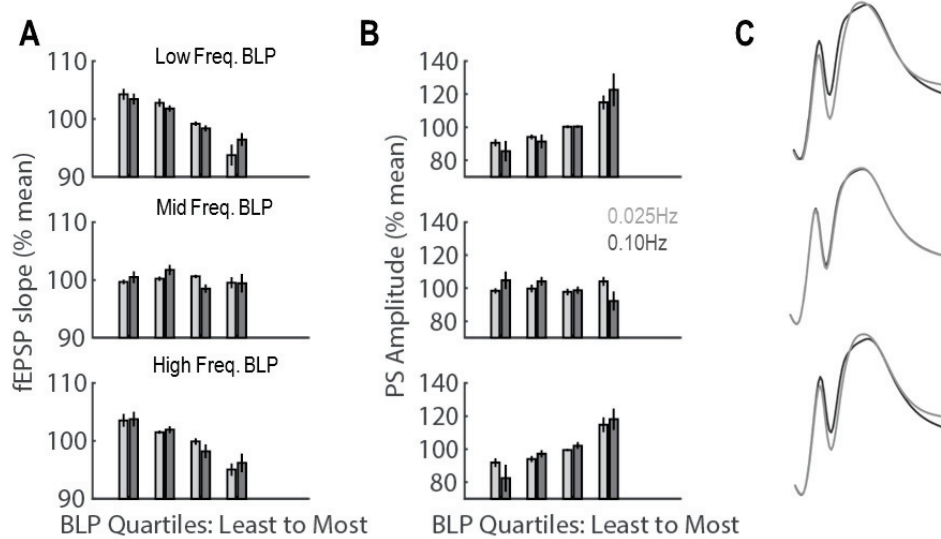 A
B
C
Low Freq. BLP
110
100
90
140
120
100
80
Mid Freq. BLP
110
100
90
140
120
100
80
0.025Hz
0.10Hz
High Freq. BLP
110
100
90
140
120
100
80
fEPSP slope (% mean)
PS Amplitude (% mean)
BLP Quartiles: Least to Most
BLP Quartiles: Least to Most